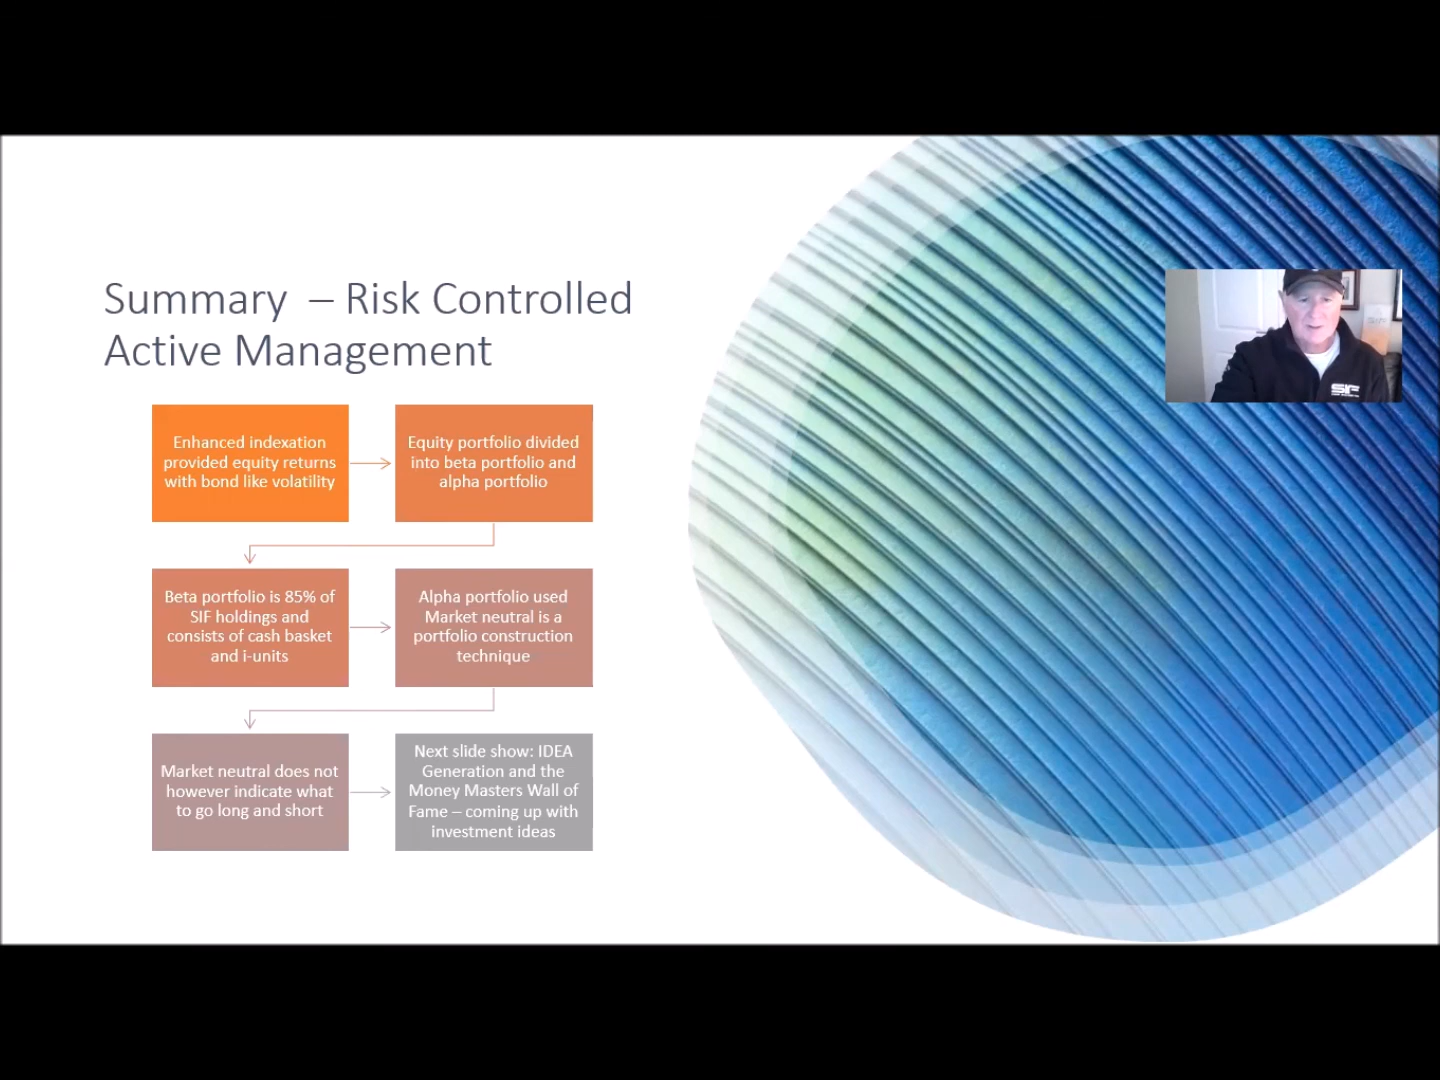 Summary – Risk Controlled
Active Management
Enhanced indexation
provided equity returns
with bond like volatility
Equity portfolio divided
into beta portfolio and
alpha portfolio
Beta portfolio is 85% of
SIF holdings and
consists of cash basket
and i-units
Alpha portfolio used
Market neutral is a
portfolio construction
technique
Market neutral does not
however indicate what
to go long and short
Next slide show: IDEA
Generation and the
Money Masters Wall of
Fame – coming up with
investment ideas
SIF